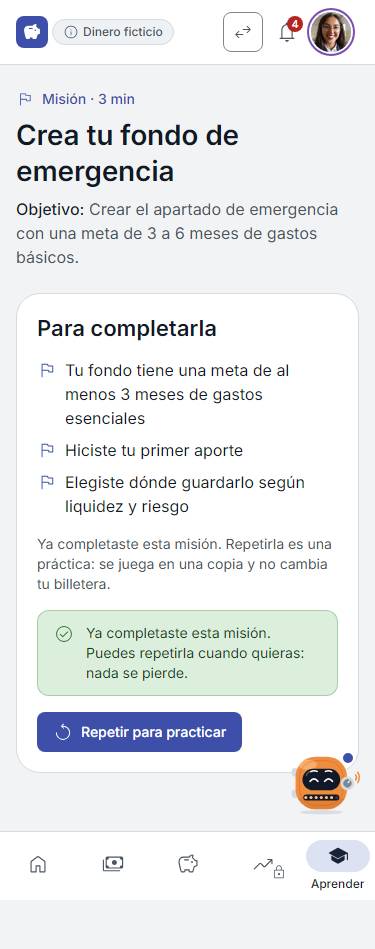 Dinero ficticio
4
Misión · 3 min
Crea tu fondo de
emergencia
Objetivo: Crear el apartado de emergencia
con una meta de 3 a 6 meses de gastos
básicos.
Para completarla
Tu fondo tiene una meta de al
menos 3 meses de gastos
esenciales
Hiciste tu primer aporte
Elegiste dónde guardarlo según
liquidez y riesgo
Ya completaste esta misión. Repetirla es una
práctica: se juega en una copia y no cambia
tu billetera.
Ya completaste esta misión.
Puedes repetirla cuando quieras:
nada se pierde.
Repetir para practicar
Aprender